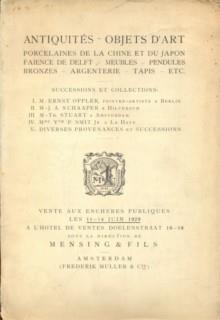 ANTIQUITÉS - OBJETS D'ART
PORCELAINES DE LA CHINE ET DU JAPON
FAIENCE DE DELFT / MEUBLES - PENDULES
BRONZES - ARGENTERIE - TAPIS - ETC.
SUCCESSIONS ET COLLECTIONS:
I. M. ERNST OPPLER, PEINTRE-ARTISTE A BERLIN
II. M. J. A. SCHAAPER A HILVERSUM
III. M. TH. STUART A AMSTERDAM
IV. Mme Vve P. SMIT Jr A LA HAYE
V. DIVERSES PROVENANCES ET SUCCESSIONS
VENTE AUX ENCHERES PUBLIQUES
LES 11-14 JUIN 1929
A L'HOTEL DE VENTES DOELENSTRAAT 16-18
SOUS LA DIRECTION DE
MENSING & FILS
AMSTERDAM
(FREDERIK MULLER & Cie)